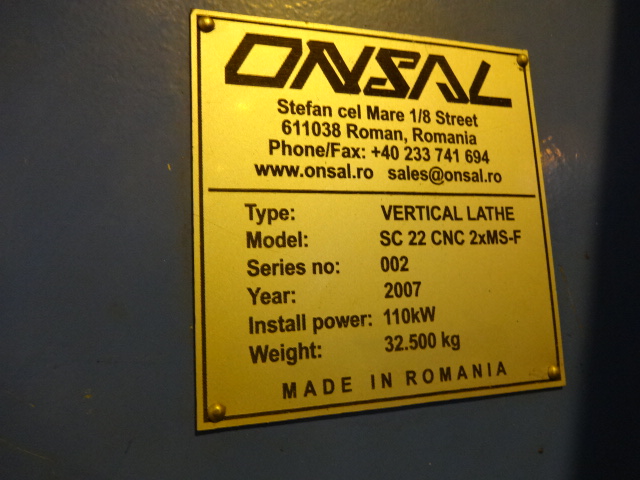 ONSAL
Stefan cel Mare 1/8 Street
611038 Roman, Romania
Phone/Fax: +40 233 741 694
www.onsal.ro sales@onsal.ro
Type: VERTICAL LATHE
Model: SC 22 CNC 2xMS-F
Series no: 002
Year: 2007
Install power: 110kW
Weight: 32.500 kg
MADE IN ROMANIA